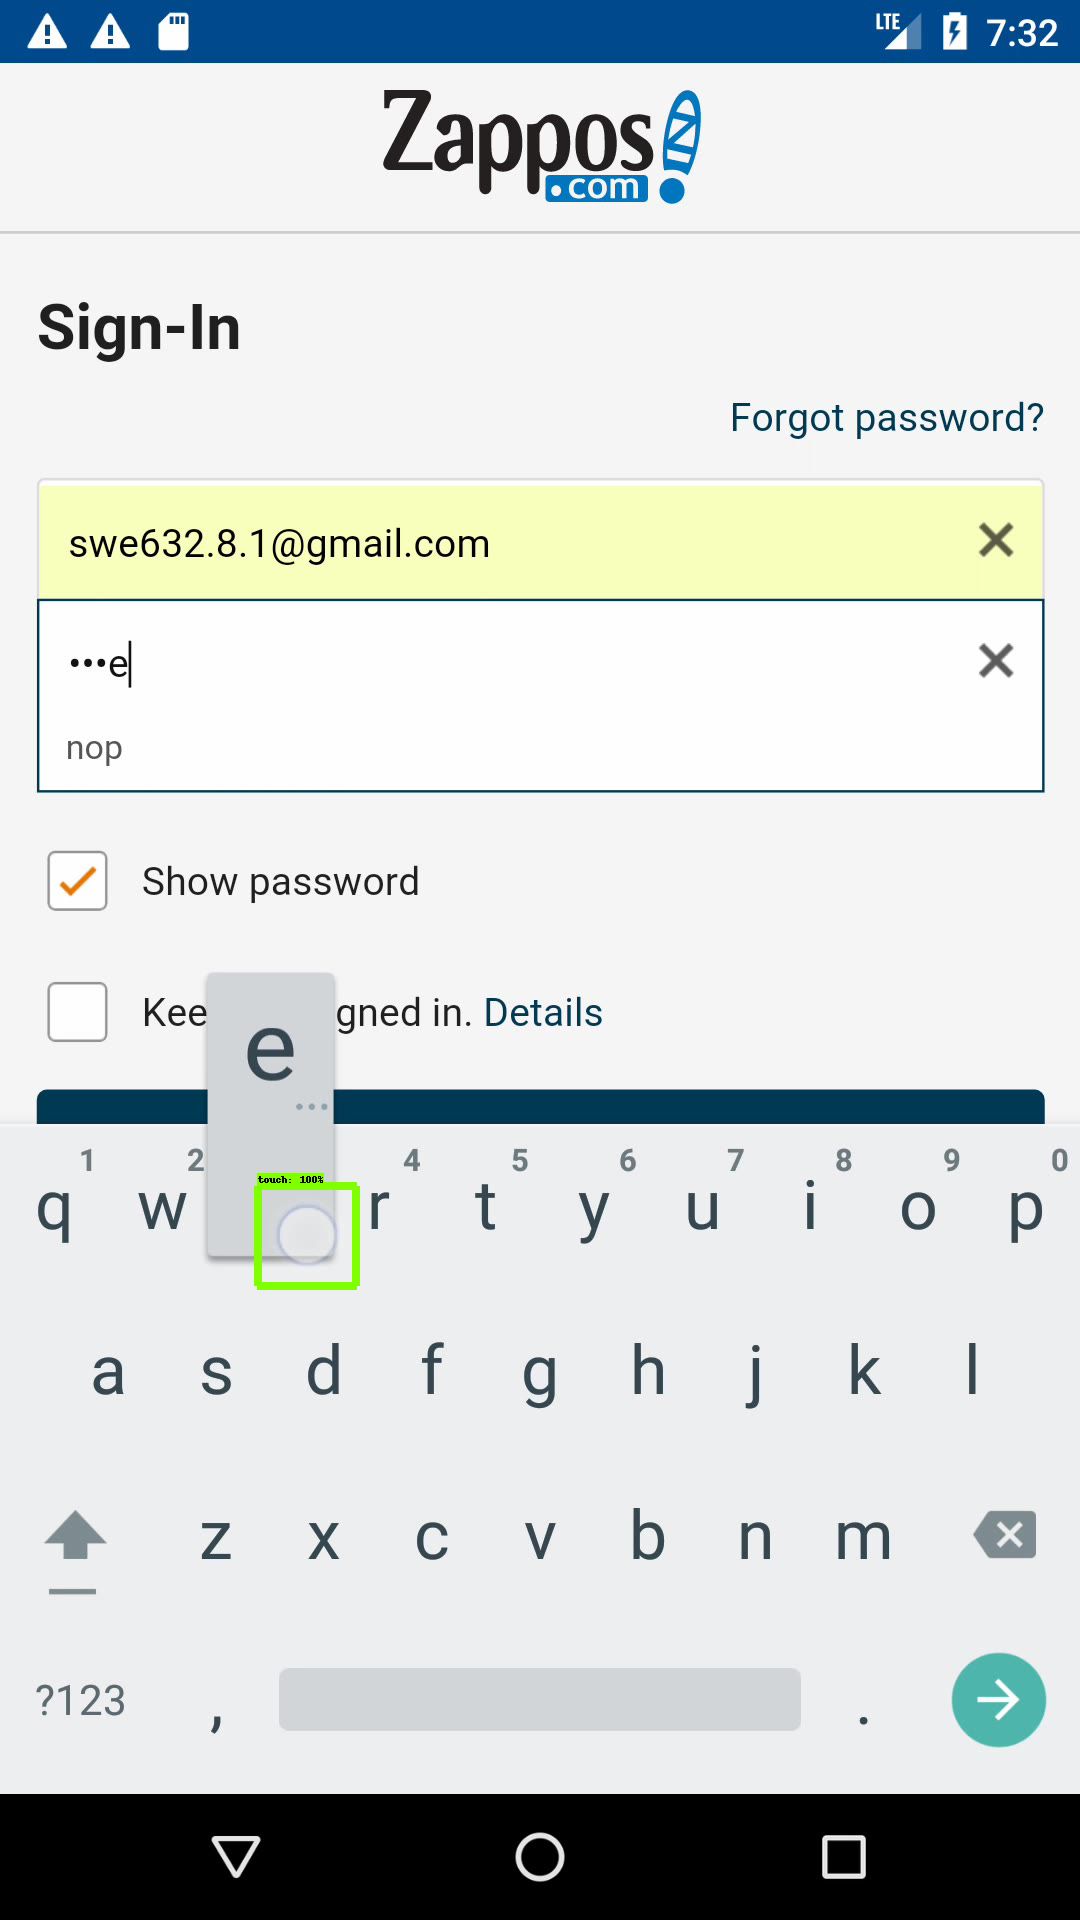 LTE 7:32
Zappos
.com
Sign-In
Forgot password?
swe632.8.1@gmail.com
•••e
nop
Show password
Kee gned in. Details
e
...
touch: 100%
1 2 4 5 6 7 8 9 0
q w r t y u i o p
a s d f g h j k l
z x c v b n m
?123 , .